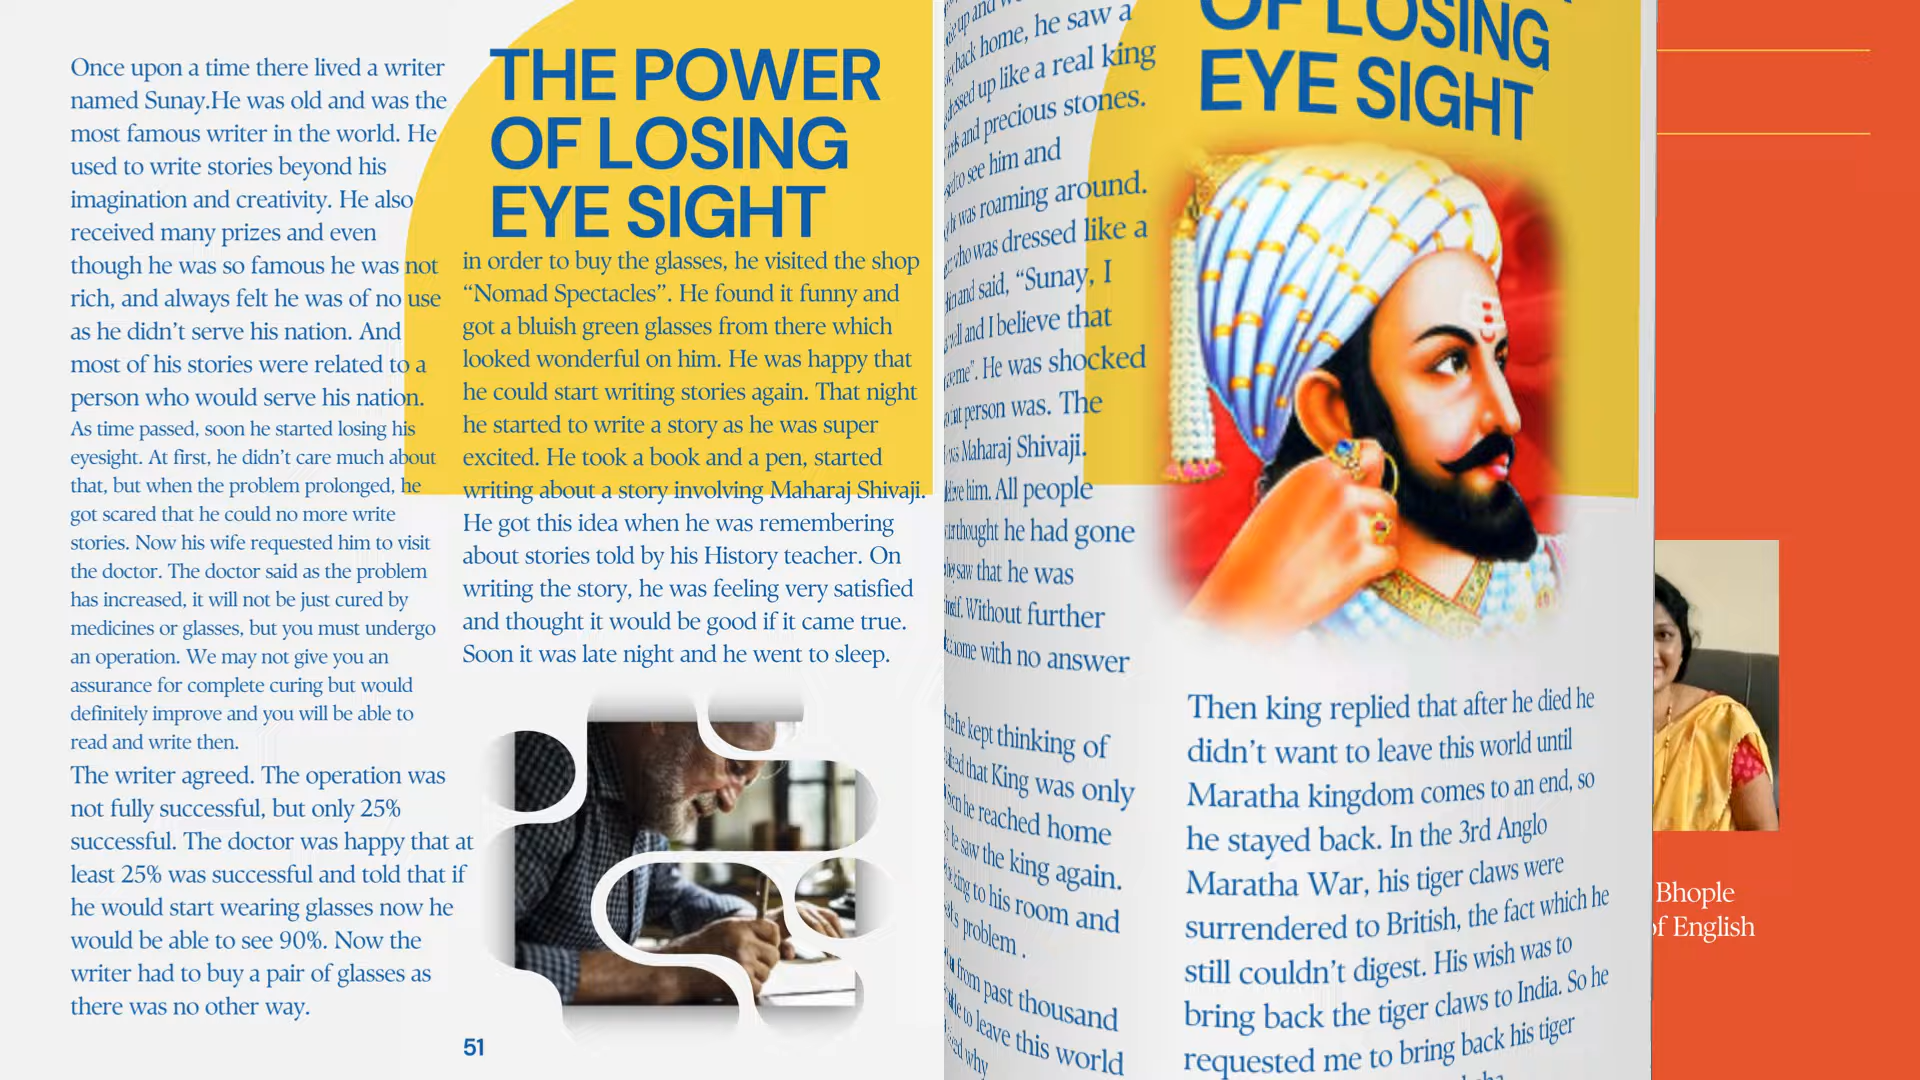 Once upon a time there lived a writer
named Sunay.He was old and was the
most famous writer in the world. He
used to write stories beyond his
imagination and creativity. He also
received many prizes and even
though he was so famous he was not
rich, and always felt he was of no use
as he didn’t serve his nation. And
most of his stories were related to a
person who would serve his nation.
As time passed, soon he started losing his
eyesight. At first, he didn’t care much about
that, but when the problem prolonged, he
got scared that he could no more write
stories. Now his wife requested him to visit
the doctor. The doctor said as the problem
has increased, it will not be just cured by
medicines or glasses, but you must undergo
an operation. We may not give you an
assurance for complete curing but would
definitely improve and you will be able to
read and write then.
The writer agreed. The operation was
not fully successful, but only 25%
successful. The doctor was happy that at
least 25% was successful and told that if
he would start wearing glasses now he
would be able to see 90%. Now the
writer had to buy a pair of glasses as
there was no other way.
THE POWER
OF LOSING
EYE SIGHT
in order to buy the glasses, he visited the shop
“Nomad Spectacles”. He found it funny and
got a bluish green glasses from there which
looked wonderful on him. He was happy that
he could start writing stories again. That night
he started to write a story as he was super
excited. He took a book and a pen, started
writing about a story involving Maharaj Shivaji.
He got this idea when he was remembering
about stories told by his History teacher. On
writing the story, he was feeling very satisfied
and thought it would be good if it came true.
Soon it was late night and he went to sleep.
51
up and
back home, he saw a
up like a real king
and precious stones.
to see him and
was roaming around.
who was dressed like a
and said, “Sunay, I
and I believe that
me”. He was shocked
person was. The
Maharaj Shivaji.
him. All people
thought he had gone
saw that he was
Without further
home with no answer
he kept thinking of
that King was only
he reached home
he saw the king again.
king to his room and
problem .
from past thousand
to leave this world
why
OF LOSING
EYE SIGHT
Then king replied that after he died he
didn’t want to leave this world until
Maratha kingdom comes to an end, so
he stayed back. In the 3rd Anglo
Maratha War, his tiger claws were
surrendered to British, the fact which he
still couldn’t digest. His wish was to
bring back the tiger claws to India. So he
requested me to bring back his tiger
Bhople
of English